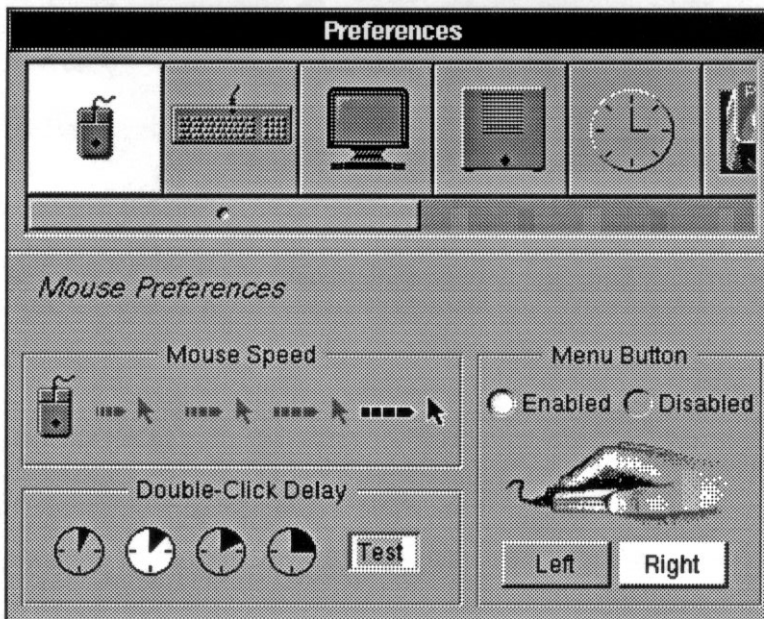 Preferences
P
Mouse Preferences
Mouse Speed
Menu Button
Enabled
Disabled
Double-Click Delay
Test
Left
Right